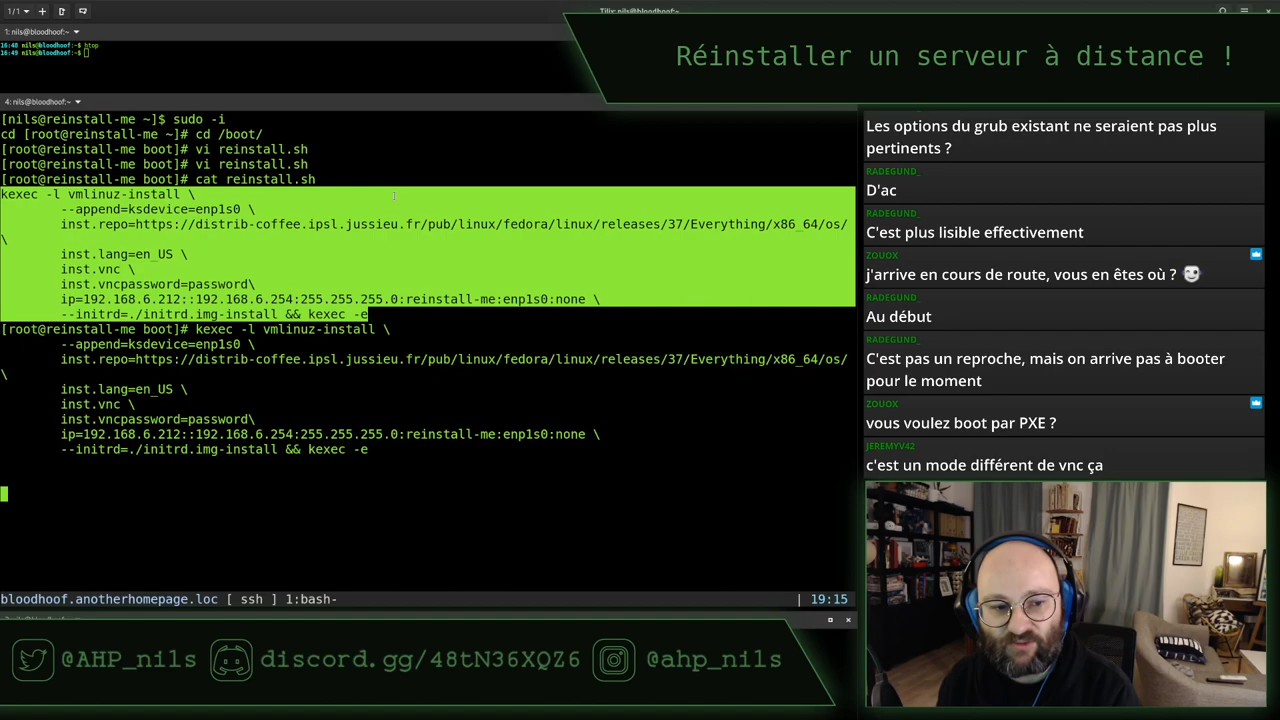 1/1
Tilix: nils@bloodhoof:~
1: nils@bloodhoof:~
16:48 nils@bloodhoof:~$ htop
16:49 nils@bloodhoof:~$
Réinstaller un serveur à distance !
4: nils@bloodhoof:~
[nils@reinstall-me ~]$ sudo -i
cd [root@reinstall-me ~]# cd /boot/
[root@reinstall-me boot]# vi reinstall.sh
[root@reinstall-me boot]# vi reinstall.sh
[root@reinstall-me boot]# cat reinstall.sh
kexec -l vmlinuz-install \
--append=ksdevice=enp1s0 \
inst.repo=https://distrib-coffee.ipsl.jussieu.fr/pub/linux/fedora/linux/releases/37/Everything/x86_64/os/
\
inst.lang=en_US \
inst.vnc \
inst.vncpassword=password\
ip=192.168.6.212::192.168.6.254:255.255.255.0:reinstall-me:enp1s0:none \
--initrd=./initrd.img-install && kexec -e
[root@reinstall-me boot]# kexec -l vmlinuz-install \
--append=ksdevice=enp1s0 \
inst.repo=https://distrib-coffee.ipsl.jussieu.fr/pub/linux/fedora/linux/releases/37/Everything/x86_64/os/
\
inst.lang=en_US \
inst.vnc \
inst.vncpassword=password\
ip=192.168.6.212::192.168.6.254:255.255.255.0:reinstall-me:enp1s0:none \
--initrd=./initrd.img-install && kexec -e
bloodhoof.anotherhomepage.loc [ ssh ] 1:bash- | 19:15
Les options du grub existant ne seraient pas plus
pertinents ?
RADEGUND_
D'ac
RADEGUND_
C'est plus lisible effectivement
ZOUOX
j'arrive en cours de route, vous en êtes où ?
RADEGUND_
Au début
RADEGUND_
C'est pas un reproche, mais on arrive pas à booter
pour le moment
ZOUOX
vous voulez boot par PXE ?
JEREMYV42
c'est un mode différent de vnc ça
@AHP_nils discord.gg/48tN36XQZ6 @ahp_nils